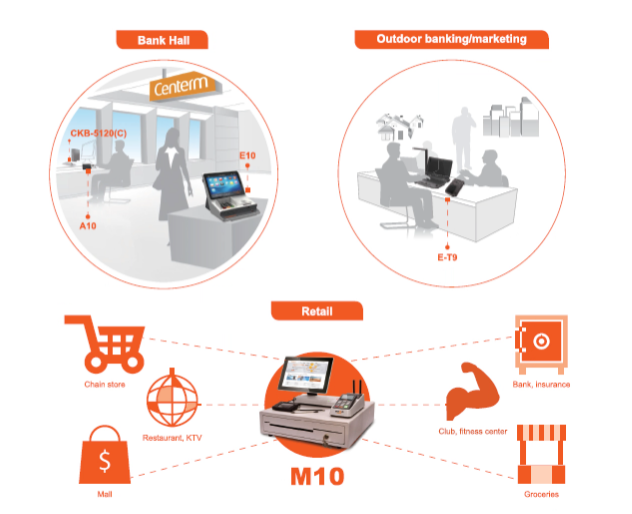 Bank Hall
Outdoor banking/marketing
Centerm
CKB-5120(C)
E10
A10
E-T9
Retail
Chain store
Bank, insurance
Restaurant, KTV
Club, fitness center
$
M10
Mall
Groceries